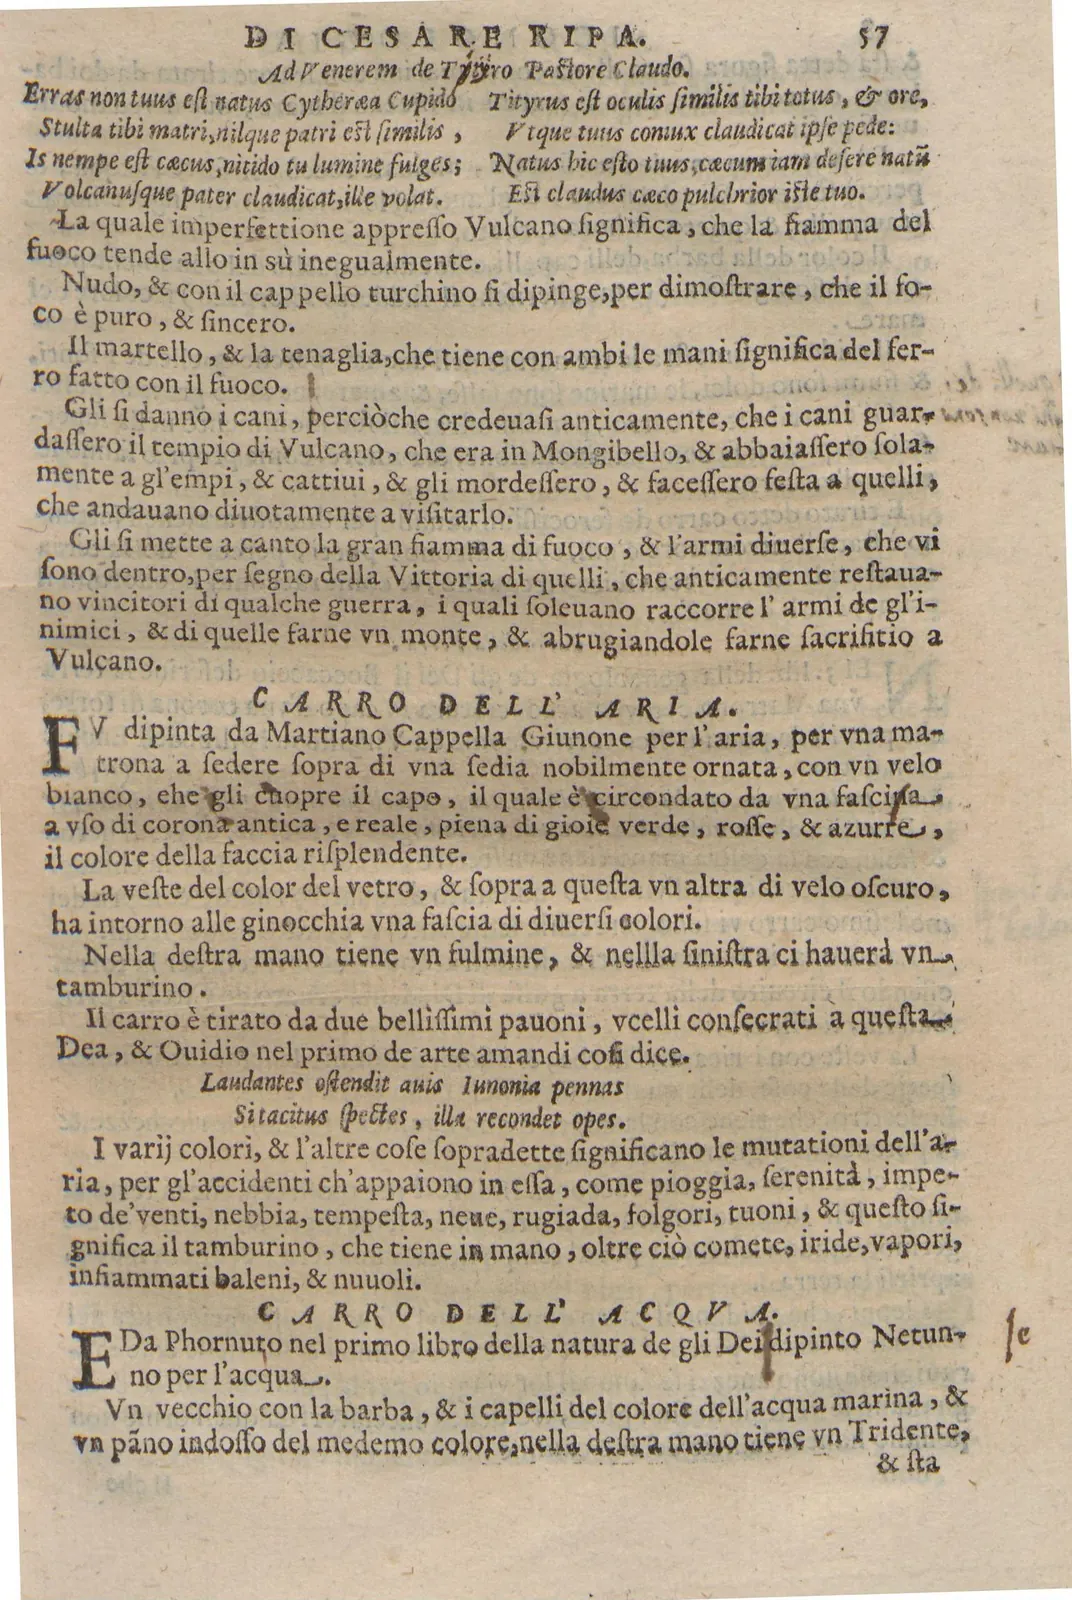 DI CESARE RIPA. 57
Ad Venerem de Tytiro Pastore Claudo.
Erras non tuus est natus Cytheræa Cupido
Stulta tibi matri, nilque patri est similis,
Is nempe est cæcus, nitido tu lumine fulges;
Volcanusque pater claudicat, ille volat.
Tityrus est oculis similis tibi totus, & ore,
Vtque tuus coniux claudicat ipse pede:
Natus hic esto tuus, cæcum iam desere natũ
Est claudus cæco pulchrior iste tuo.
La quale imperfettione appresso Vulcano significa, che la fiamma del
fuoco tende allo in sù inegualmente.
Nudo, & con il cappello turchino si dipinge, per dimostrare, che il fo-
co è puro, & sincero.
Il martello, & la tenaglia, che tiene con ambi le mani significa del fer-
ro fatto con il fuoco.
Gli si danno i cani, perciòche credeuasi anticamente, che i cani guar-
dassero il tempio di Vulcano, che era in Mongibello, & abbaiassero sola-
mente a gl'empi, & cattiui, & gli mordessero, & facessero festa a quelli,
che andauano diuotamente a visitarlo.
Gli si mette a canto la gran fiamma di fuoco, & l'armi diuerse, che vi
sono dentro, per segno della Vittoria di quelli, che anticamente restaua-
no vincitori di qualche guerra, i quali soleuano raccorre l'armi de gl'i-
nimici, & di quelle farne vn monte, & abrugiandole farne sacrifitio a
Vulcano.
CARRO DELL' ARIA.
FV dipinta da Martiano Cappella Giunone per l'aria, per vna ma-
trona a sedere sopra di vna sedia nobilmente ornata, con vn velo
bianco, che gli cuopre il capo, il quale è circondato da vna fascia
a vso di corona antica, e reale, piena di gioie verde, rosse, & azurre,
il colore della faccia risplendente.
La veste del color del vetro, & sopra a questa vn altra di velo oscuro,
ha intorno alle ginocchia vna fascia di diuersi colori.
Nella destra mano tiene vn fulmine, & nellla sinistra ci hauerà vn
tamburino.
Il carro è tirato da due bellissimi pauoni, vcelli consecrati à questa
Dea, & Ouidio nel primo de arte amandi cosi dice.
Laudantes ostendit auis Iunonia pennas
Si tacitus spectes, illa recondet opes.
I varij colori, & l'altre cose sopradette significano le mutationi dell'a-
ria, per gl'accidenti ch'appaiono in essa, come pioggia, serenità, impe-
to de' venti, nebbia, tempesta, neue, rugiada, folgori, tuoni, & questo si-
gnifica il tamburino, che tiene in mano, oltre ciò comete, iride, vapori,
infiammati baleni, & nuuoli.
CARRO DELL' ACQVA.
E Da Phornuto nel primo libro della natura de gli Dei dipinto Netun-
no per l'acqua.
se
Vn vecchio con la barba, & i capelli del colore dell'acqua marina, &
vn pãno indosso del medemo colore, nella destra mano tiene vn Tridente,
& sta